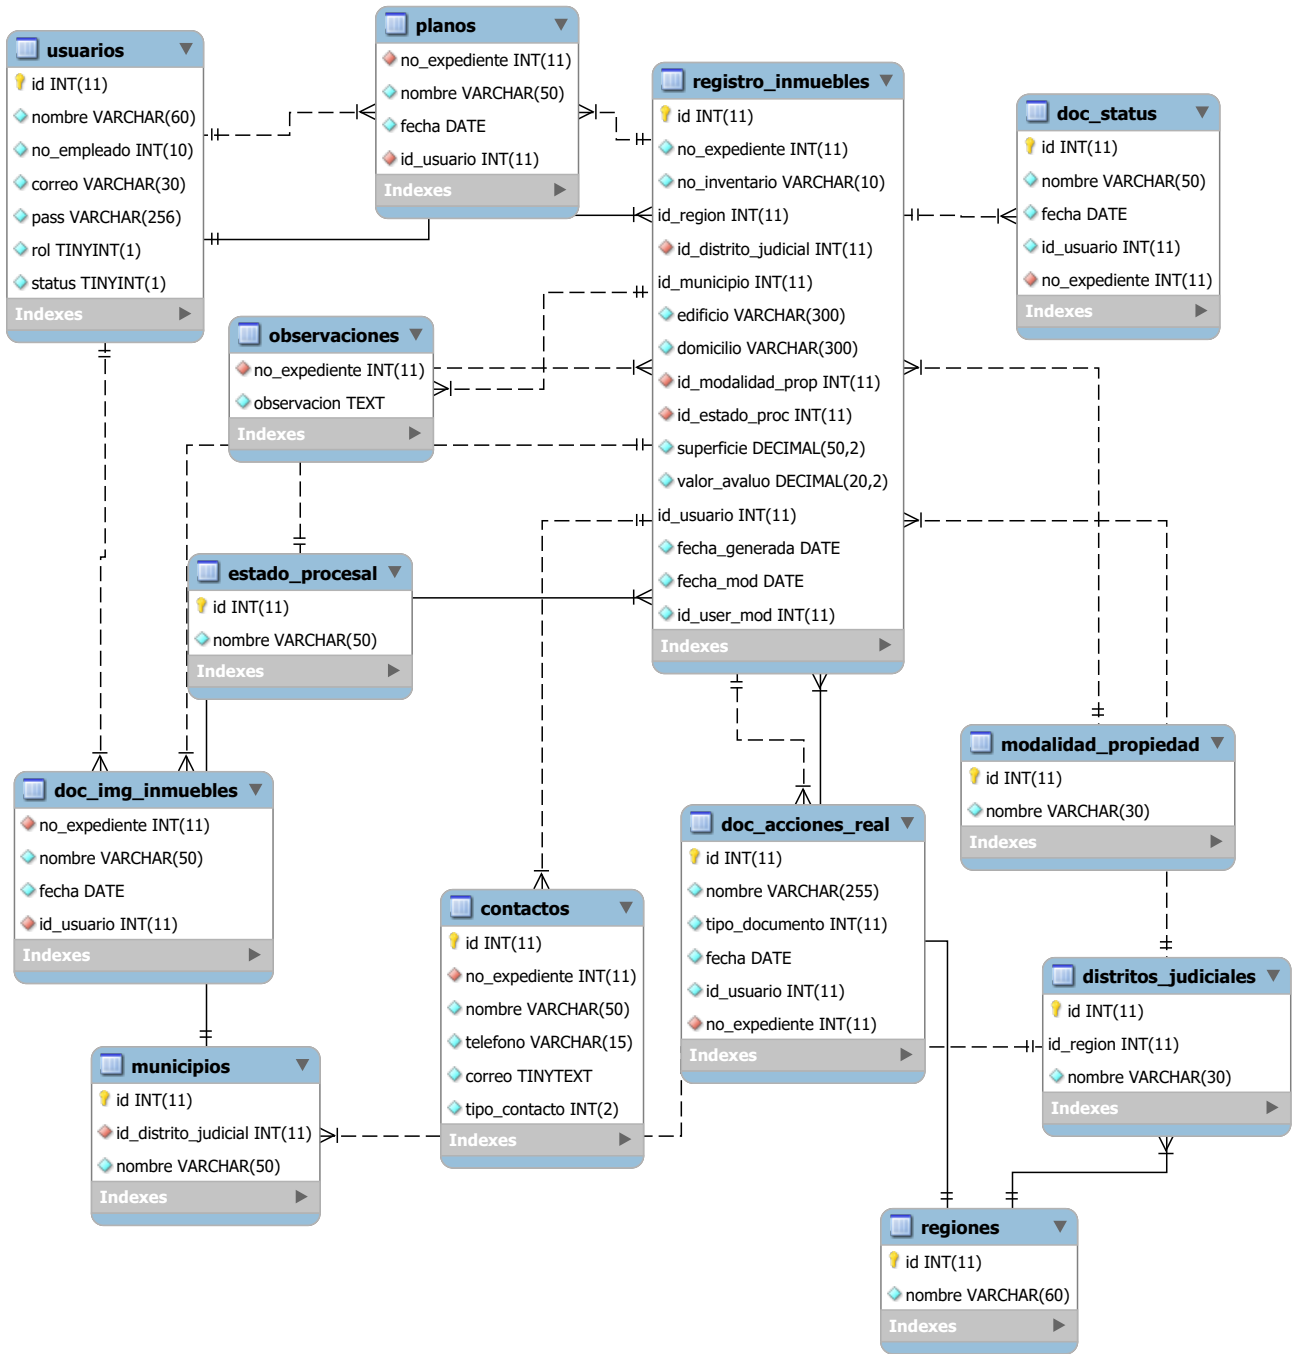 usuarios
id INT(11)
nombre VARCHAR(60)
no_empleado INT(10)
correo VARCHAR(30)
pass VARCHAR(256)
rol TINYINT(1)
status TINYINT(1)
Indexes
planos
no_expediente INT(11)
nombre VARCHAR(50)
fecha DATE
id_usuario INT(11)
Indexes
registro_inmuebles
id INT(11)
no_expediente INT(11)
no_inventario VARCHAR(10)
id_region INT(11)
id_distrito_judicial INT(11)
id_municipio INT(11)
edificio VARCHAR(300)
domicilio VARCHAR(300)
id_modalidad_prop INT(11)
id_estado_proc INT(11)
superficie DECIMAL(50,2)
valor_avaluo DECIMAL(20,2)
id_usuario INT(11)
fecha_generada DATE
fecha_mod DATE
id_user_mod INT(11)
Indexes
doc_status
id INT(11)
nombre VARCHAR(50)
fecha DATE
id_usuario INT(11)
no_expediente INT(11)
Indexes
observaciones
no_expediente INT(11)
observacion TEXT
Indexes
estado_procesal
id INT(11)
nombre VARCHAR(50)
Indexes
doc_img_inmuebles
no_expediente INT(11)
nombre VARCHAR(50)
fecha DATE
id_usuario INT(11)
Indexes
contactos
id INT(11)
no_expediente INT(11)
nombre VARCHAR(50)
telefono VARCHAR(15)
correo TINYTEXT
tipo_contacto INT(2)
Indexes
doc_acciones_real
id INT(11)
nombre VARCHAR(255)
tipo_documento INT(11)
fecha DATE
id_usuario INT(11)
no_expediente INT(11)
Indexes
modalidad_propiedad
id INT(11)
nombre VARCHAR(30)
Indexes
distritos_judiciales
id INT(11)
id_region INT(11)
nombre VARCHAR(30)
Indexes
municipios
id INT(11)
id_distrito_judicial INT(11)
nombre VARCHAR(50)
Indexes
regiones
id INT(11)
nombre VARCHAR(60)
Indexes